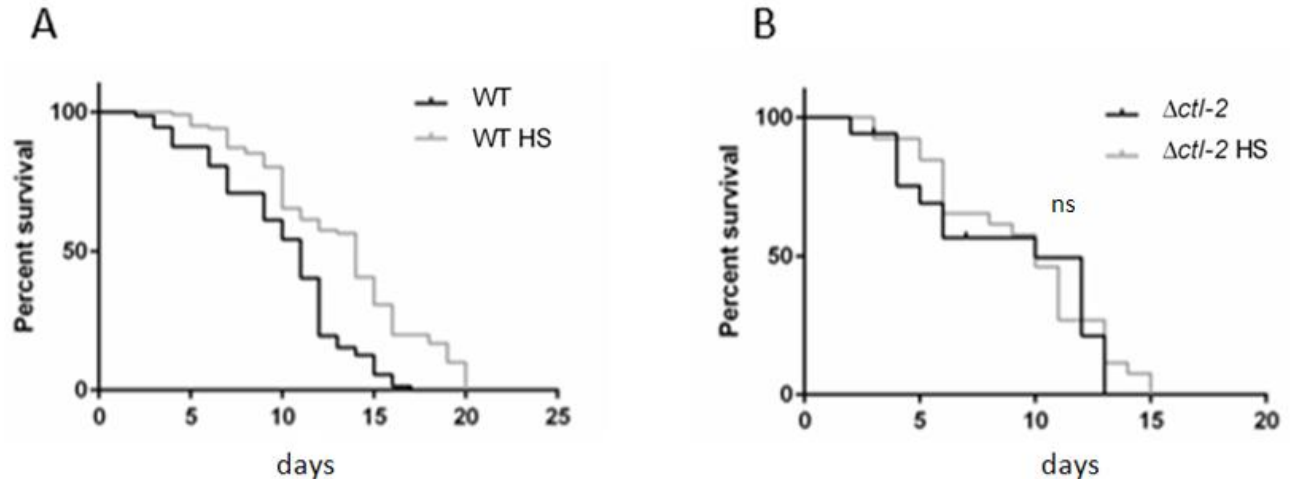 A
WT
WT HS
Percent survival
100
50
0
0 5 10 15 20 25
days
B
Δctl-2
Δctl-2 HS
ns
Percent survival
100
50
0
0 5 10 15 20
days